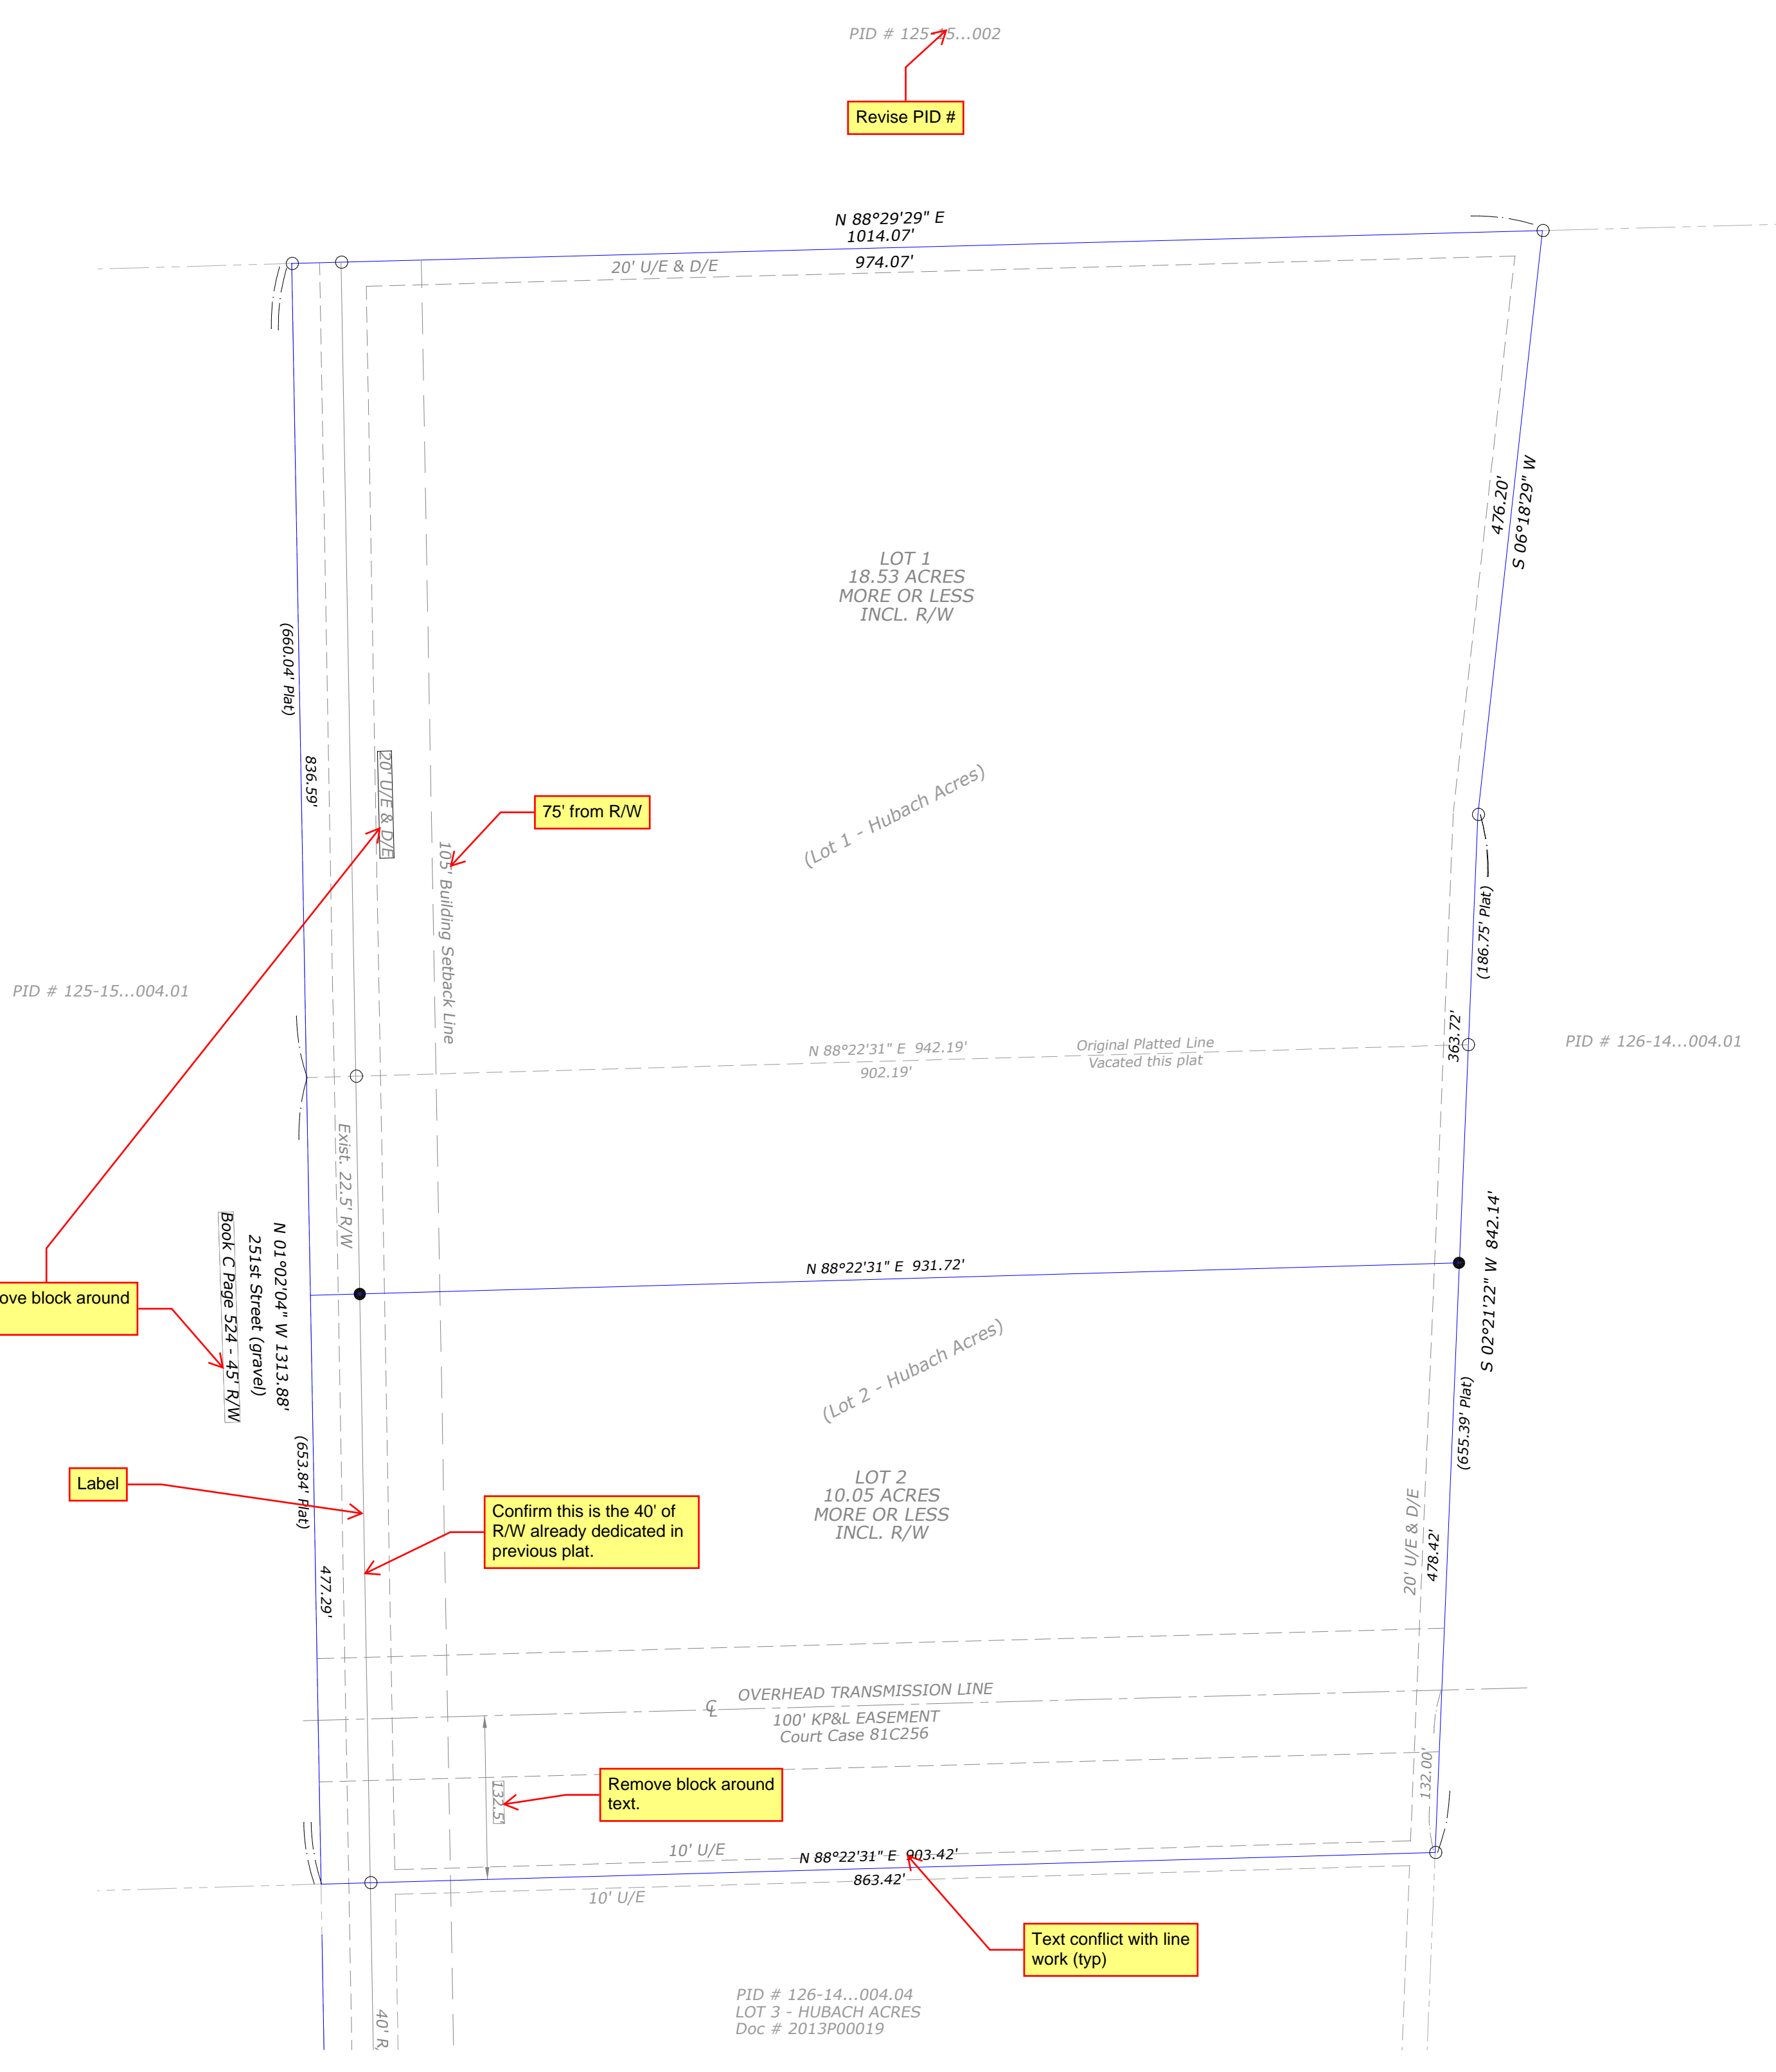 PID # 125-15...002
Revise PID #
N 88°29'29" E
1014.07'
974.07'
20' U/E & D/E
476.20'
S 06°18'29" W
LOT 1
18.53 ACRES
MORE OR LESS
INCL. R/W
(660.04' Plat)
836.59'
20' U/E & D/E
75' from R/W
105' Building Setback Line
(Lot 1 - Hubach Acres)
(186.75' Plat)
363.72'
PID # 125-15...004.01
N 88°22'31" E 942.19'
902.19'
Original Platted Line
Vacated this plat
PID # 126-14...004.01
Exist. 22.5' R/W
N 01°02'04" W 1313.88'
251st Street (gravel)
Book C Page 524 - 45' R/W
ove block around
N 88°22'31" E 931.72'
S 02°21'22" W 842.14'
(Lot 2 - Hubach Acres)
(655.39' Plat)
(653.84' Plat)
Label
Confirm this is the 40' of
R/W already dedicated in
previous plat.
LOT 2
10.05 ACRES
MORE OR LESS
INCL. R/W
20' U/E & D/E
478.42'
477.29'
OVERHEAD TRANSMISSION LINE
100' KP&L EASEMENT
Court Case 81C256
132.5'
Remove block around
text.
132.00'
10' U/E
N 88°22'31" E 903.42'
863.42'
10' U/E
Text conflict with line
work (typ)
PID # 126-14...004.04
LOT 3 - HUBACH ACRES
Doc # 2013P00019
40' R